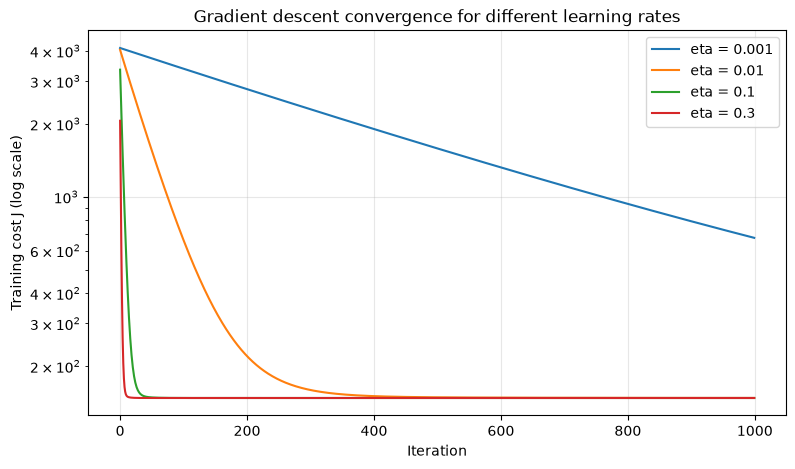 Gradient descent convergence for different learning rates
Training cost J (log scale)
4 × 10³
3 × 10³
2 × 10³
10³
6 × 10²
4 × 10²
3 × 10²
2 × 10²
eta = 0.001
eta = 0.01
eta = 0.1
eta = 0.3
0 200 400 600 800 1000
Iteration